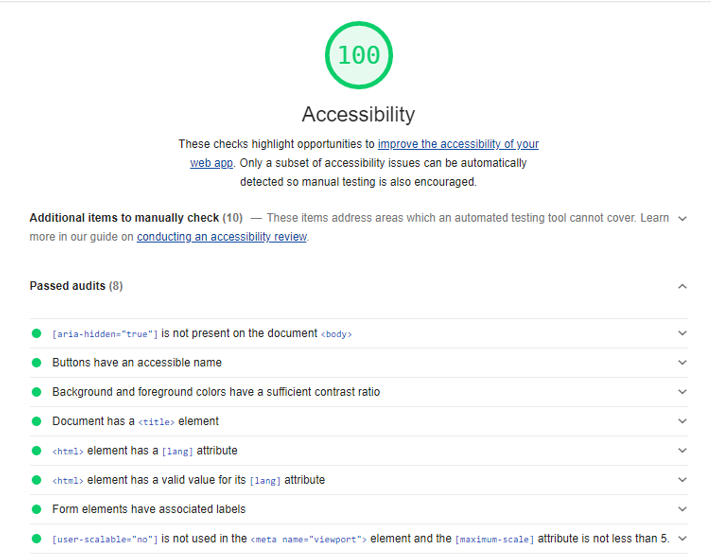 100
Accessibility
These checks highlight opportunities to improve the accessibility of your
web app. Only a subset of accessibility issues can be automatically
detected so manual testing is also encouraged.
Additional items to manually check (10) — These items address areas which an automated testing tool cannot cover. Learn
more in our guide on conducting an accessibility review.
Passed audits (8)
[aria-hidden="true"] is not present on the document <body>
Buttons have an accessible name
Background and foreground colors have a sufficient contrast ratio
Document has a <title> element
<html> element has a [lang] attribute
<html> element has a valid value for its [lang] attribute
Form elements have associated labels
[user-scalable="no"] is not used in the <meta name="viewport"> element and the [maximum-scale] attribute is not less than 5.